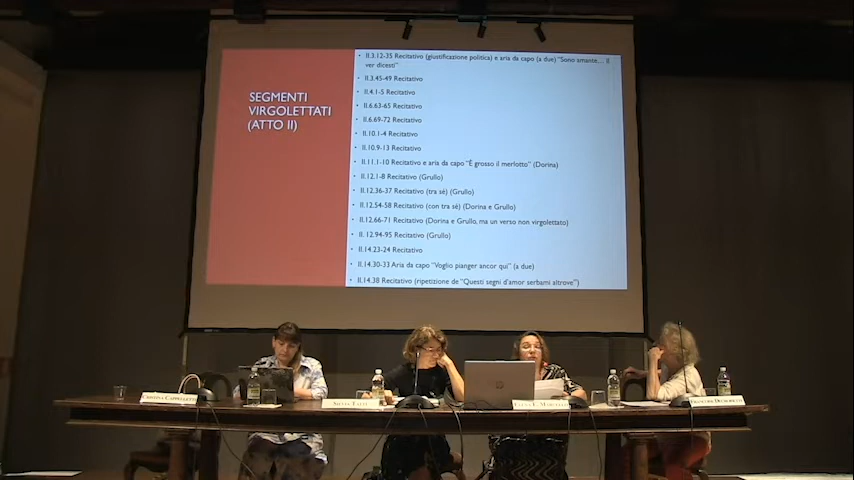 SEGMENTI
VIRGOLETTATI
(ATTO II)
• II.3.12-35 Recitativo (giustificazione politica) e aria da capo (a due) "Sono amante... Il
ver dicesti"
• II.3.45-49 Recitativo
• II.4.1-5 Recitativo
• II.6.63-65 Recitativo
• II.6.69-72 Recitativo
• II.10.1-4 Recitativo
• II.10.9-13 Recitativo
• II.11.1-10 Recitativo e aria da capo "È grosso il merlotto" (Dorina)
• II.12.1-8 Recitativo (Grullo)
• II.12.36-37 Recitativo (tra sé) (Grullo)
• II.12.54-58 Recitativo (con tra sé) (Dorina e Grullo)
• II.12.66-71 Recitativo (Dorina e Grullo, ma un verso non virgolettato)
• II.12.94-95 Recitativo (Grullo)
• II.14.23-24 Recitativo
• II.14.30-33 Aria da capo "Voglio pianger ancor qui" (a due)
• II.14.38 Recitativo (ripetizione de "Questi segni d'amor serbami altrove")
CRISTINA CAPPELLETTI
SILVIA TATTI
hp